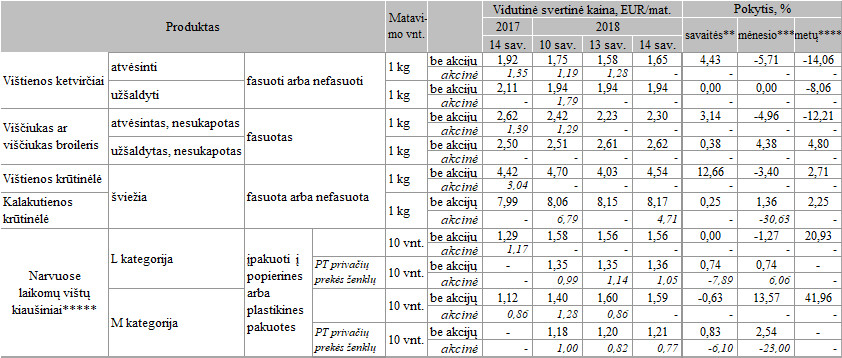 Produktas Matavi-mo vnt. Vidutinė svertinė kaina, EUR/mat. Pokytis, %
2017 2018 savaitės** mėnesio*** metų****
14 sav. 10 sav. 13 sav. 14 sav.
Vištienos ketvirčiai atvėsinti fasuoti arba nefasuoti 1 kg be akcijų 1,92 1,75 1,58 1,65 4,43 -5,71 -14,06
akcinė 1,35 1,19 1,28 - - - -
užšaldyti 1 kg be akcijų 2,11 1,94 1,94 1,94 0,00 0,00 -8,06
akcinė - 1,79 - - - - -
Viščiukas ar viščiukas broileris atvėsintas, nesukapotas fasuotas 1 kg be akcijų 2,62 2,42 2,23 2,30 3,14 -4,96 -12,21
akcinė 1,39 1,29 - - - - -
užšaldytas, nesukapotas 1 kg be akcijų 2,50 2,51 2,61 2,62 0,38 4,38 4,80
akcinė - - - - - - -
Vištienos krūtinėlė šviežia fasuota arba nefasuota 1 kg be akcijų 4,42 4,70 4,03 4,54 12,66 -3,40 2,71
akcinė 3,04 - - - - - -
Kalakutienos krūtinėlė 1 kg be akcijų 7,99 8,06 8,15 8,17 0,25 1,36 2,25
akcinė - 6,79 - 4,71 - -30,63 -
Narvuose laikomų vištų kiaušiniai***** L kategorija įpakuoti į popierines arba plastikines pakuotes 10 vnt. be akcijų 1,29 1,58 1,56 1,56 0,00 -1,27 20,93
akcinė 1,17 - - - - - -
PT privačių prekės ženklų 10 vnt. be akcijų - 1,35 1,35 1,36 0,74 0,74 -
akcinė - 0,99 1,14 1,05 -7,89 6,06 -
M kategorija 10 vnt. be akcijų 1,12 1,40 1,60 1,59 -0,63 13,57 41,96
akcinė 0,86 1,28 0,86 - - - -
PT privačių prekės ženklų 10 vnt. be akcijų - 1,18 1,20 1,21 0,83 2,54 -
akcinė - 1,00 0,82 0,77 -6,10 -23,00 -